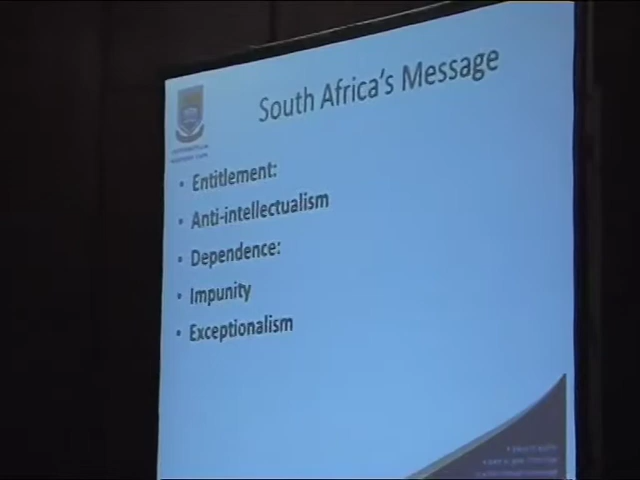 South Africa's Message
• Entitlement:
• Anti-intellectualism
• Dependence:
• Impunity
• Exceptionalism